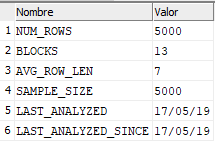 Nombre Valor
1 NUM_ROWS 5000
2 BLOCKS 13
3 AVG_ROW_LEN 7
4 SAMPLE_SIZE 5000
5 LAST_ANALYZED 17/05/19
6 LAST_ANALYZED_SINCE 17/05/19